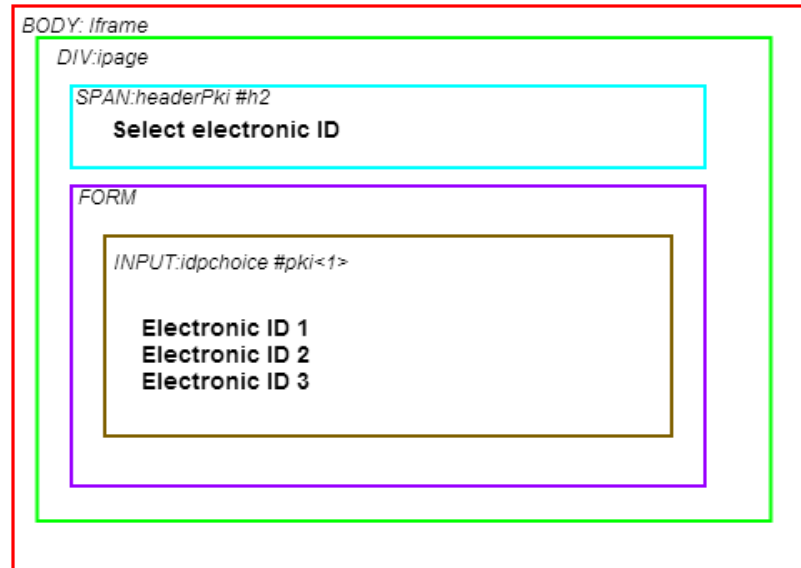 BODY: Iframe
DIV:ipage
SPAN:headerPki #h2
Select electronic ID
FORM
INPUT:idpchoice #pki<1>
Electronic ID 1
Electronic ID 2
Electronic ID 3